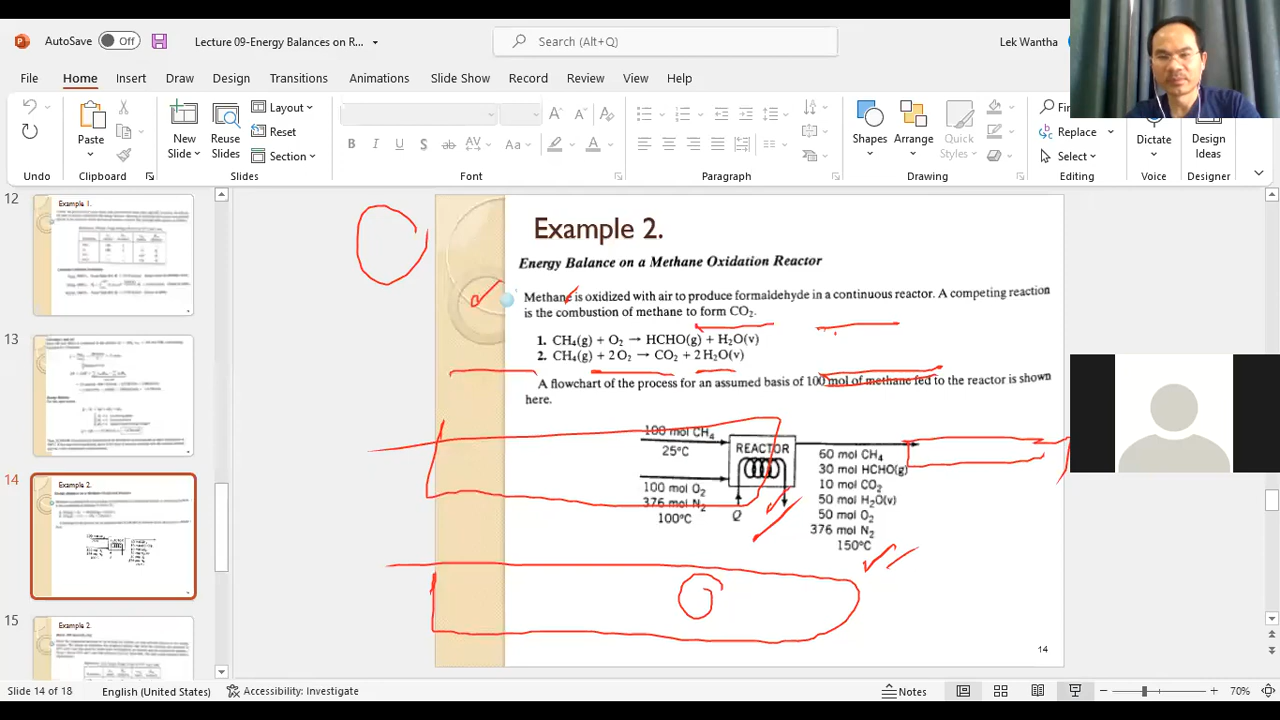 AutoSave Off Lecture 09-Energy Balances on R... Search (Alt+Q) Lek Wantha
File Home Insert Draw Design Transitions Animations Slide Show Record Review View Help
Paste New Slide Reuse Slides Layout Reset Section Shapes Arrange Quick Styles Replace Select Dictate Design Ideas
B I U S ab Aa A
Undo Clipboard Slides Font Paragraph Drawing Editing Voice Designer
12
Example 1.
13
14
Example 2.
15
Example 2.
Example 2.
Energy Balance on a Methane Oxidation Reactor
Methane is oxidized with air to produce formaldehyde in a continuous reactor. A competing reaction
is the combustion of methane to form CO₂.
1. CH₄(g) + O₂ → HCHO(g) + H₂O(v)
2. CH₄(g) + 2O₂ → CO₂ + 2H₂O(v)
A flowchart of the process for an assumed basis of 100 mol of methane fed to the reactor is shown
here.
100 mol CH₄
25°C
100 mol O₂
376 mol N₂
100°C
REACTOR
Q
60 mol CH₄
30 mol HCHO(g)
10 mol CO₂
50 mol H₂O(v)
50 mol O₂
376 mol N₂
150°C
14
Slide 14 of 18 English (United States) Accessibility: Investigate Notes 70%